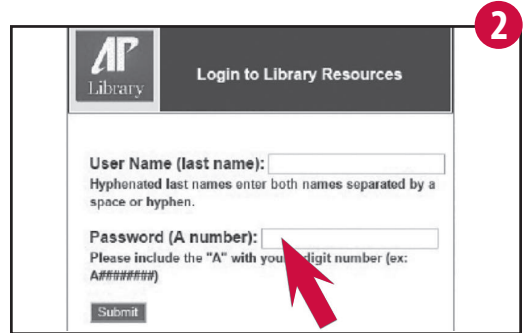 2
AP
Library
Login to Library Resources
User Name (last name):
Hyphenated last names enter both names separated by a
space or hyphen.
Password (A number):
Please include the "A" with you digit number (ex:
A########)
Submit